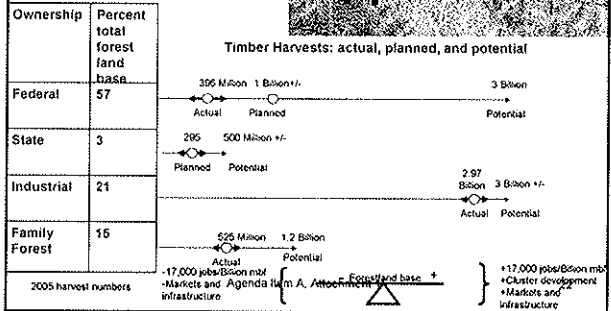 Ownership Percent total forest land base
Timber Harvests: actual, planned, and potential
Federal 57
396 Million 1 Billion+/- 3 Billion
Actual Planned Potential
State 3
295 500 Million +/-
Planned Potential
Industrial 21
2.97 Billion 3 Billion +/-
Actual Potential
Family Forest 15
525 Million 1.2 Billion
Actual Potential
2005 harvest numbers
-17,000 jobs/Billion mbf
-Markets and infrastructure
- Forestland base +
Agenda Item A, Attachment
+17,000 jobs/Billion mbf
+Cluster development
+Markets and infrastructure